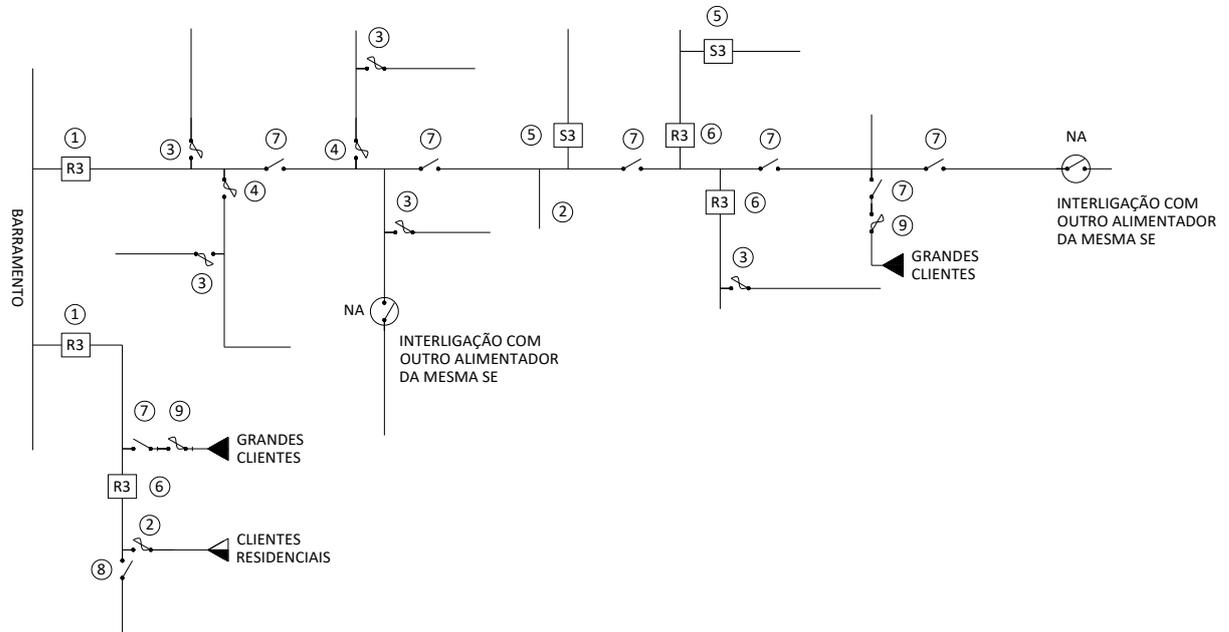 5
3
S3
1
7
7
5
S3
7
R3
6
7
7
NA
R3
3
4
4
3
2
R3
6
7
9
3
3
INTERLIGAÇÃO COM
OUTRO ALIMENTADOR
DA MESMA SE
GRANDES
CLIENTES
BARRAMENTO
1
R3
NA
INTERLIGAÇÃO COM
OUTRO ALIMENTADOR
DA MESMA SE
7
9
GRANDES
CLIENTES
R3
6
2
CLIENTES
RESIDENCIAIS
8